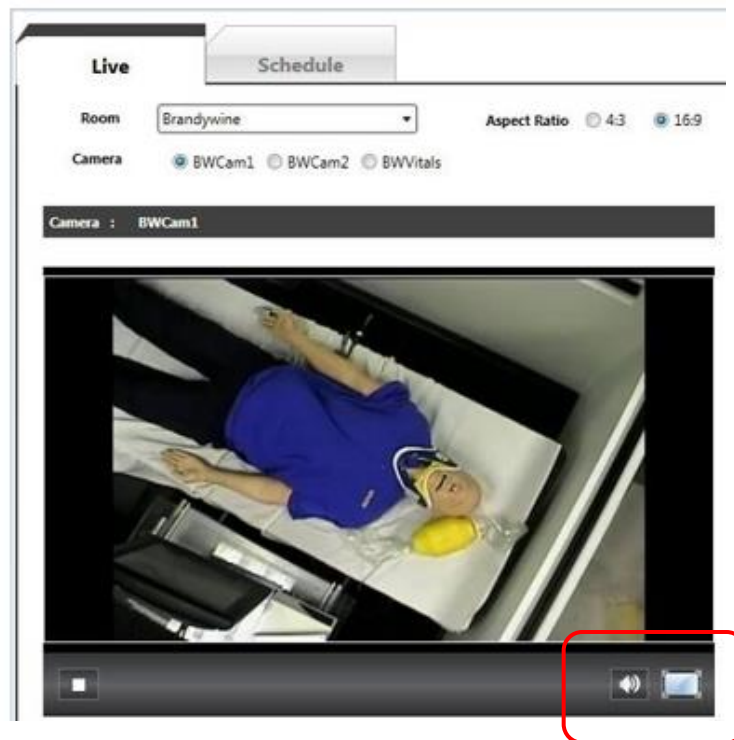 Live Schedule
Room Brandywine Aspect Ratio 4:3 16:9
Camera BWCam1 BWCam2 BWVitals
Camera : BWCam1